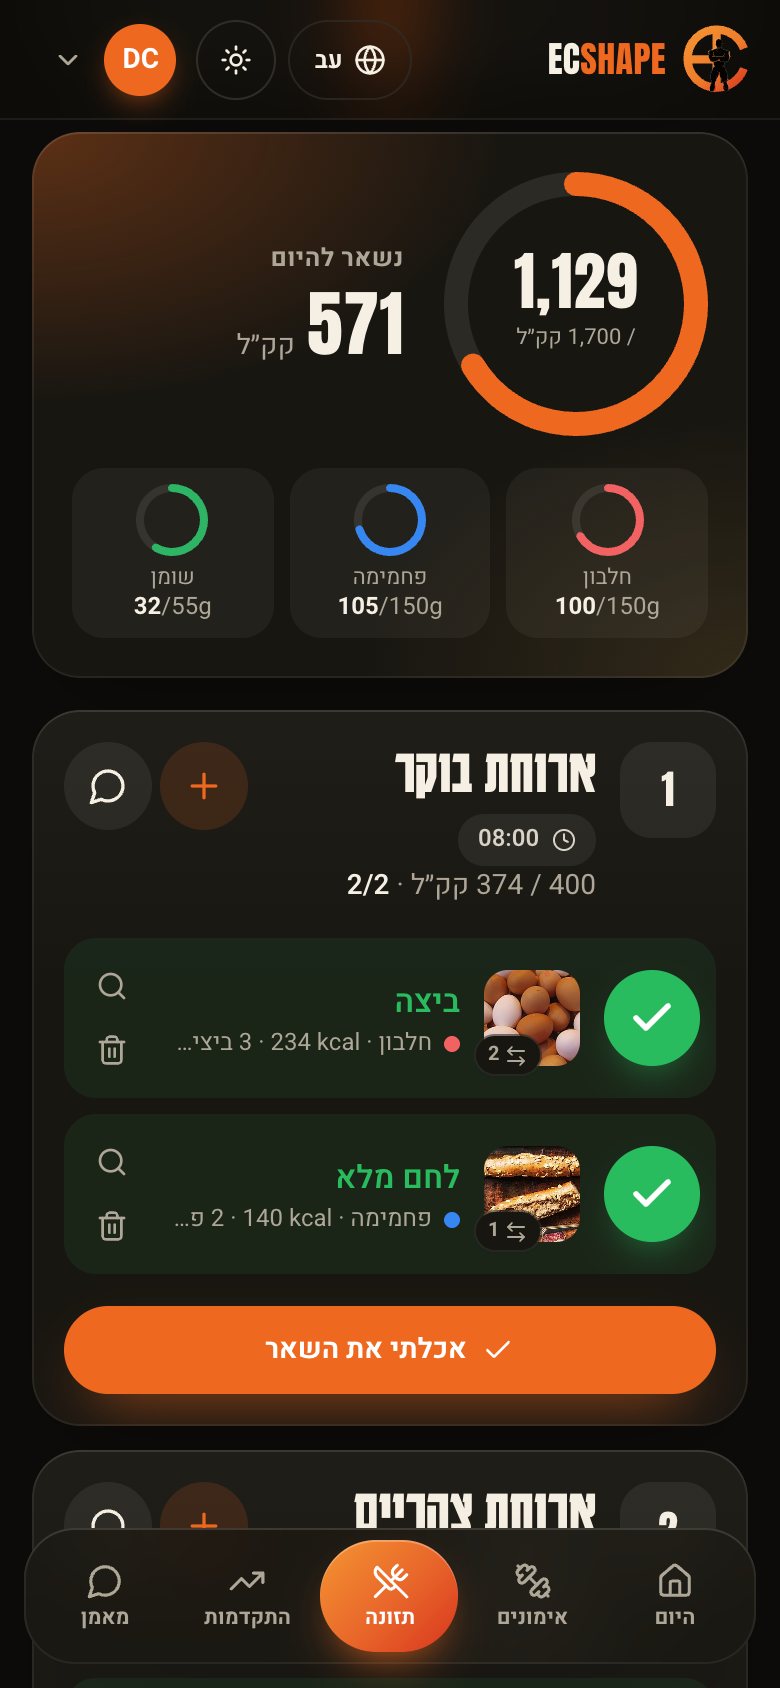 ECSHAPE
עב
DC
1,129
/ 1,700 קק״ל
נשאר להיום
571 קק״ל
חלבון
100/150g
פחמימה
105/150g
שומן
32/55g
1
ארוחת בוקר
08:00
400 / 374 קק״ל · 2/2
ביצה
חלבון · 234 kcal · 3 ביצי...
2
לחם מלא
פחמימה · 140 kcal · 2 פ...
1
אכלתי את השאר
2
ארוחת צהריים
היום
אימונים
תזונה
התקדמות
מאמן